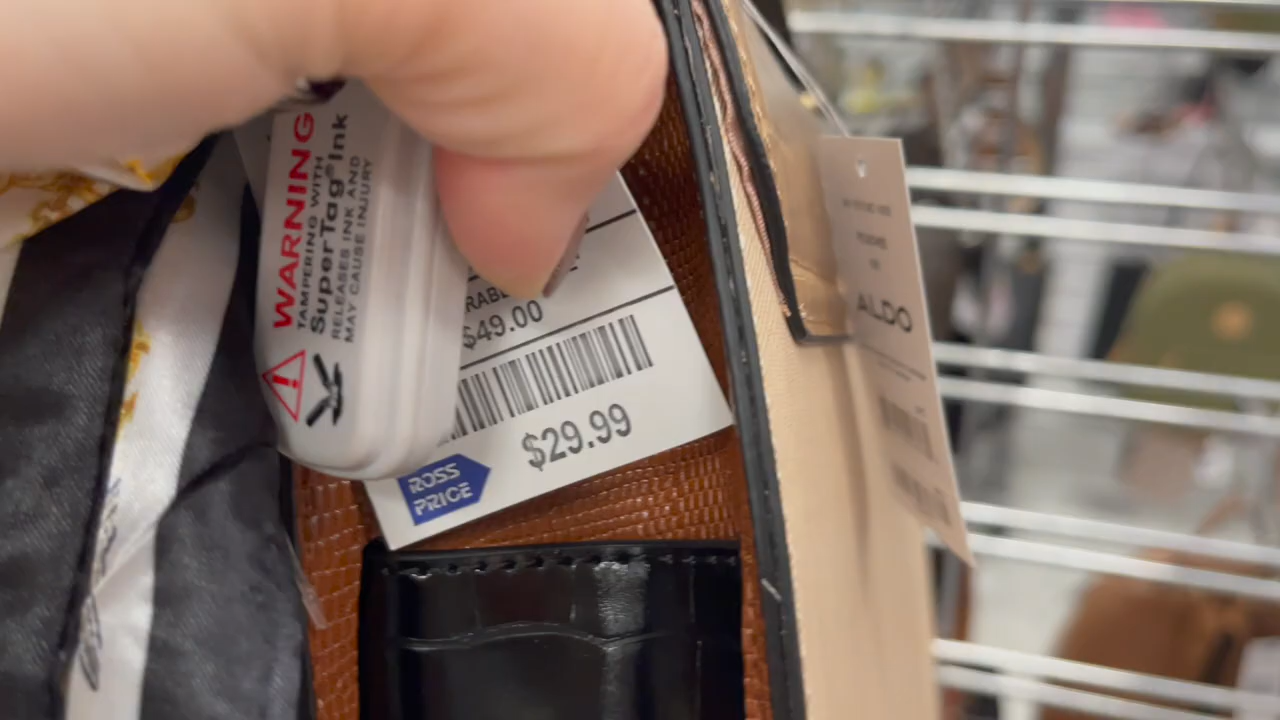 WARNING
TAMPERING WITH
SuperTag® Ink
RELEASES INK AND
MAY CAUSE INJURY
$49.00
$29.99
ROSS
PRICE
ALDO